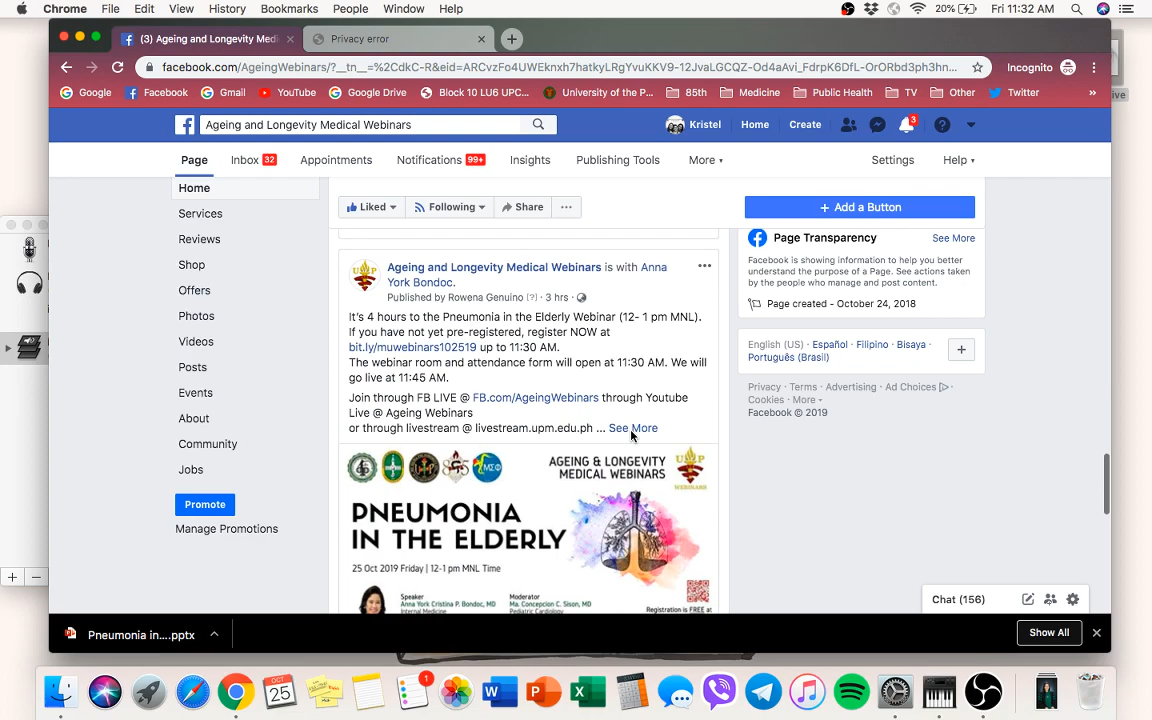 Chrome File Edit View History Bookmarks People Window Help 20% Fri 11:32 AM
(3) Ageing and Longevity Medi Privacy error
facebook.com/AgeingWebinars/?__tn__=%2CdkC-R&eid=ARCvzFo4UWEknxh7hatkyLRgYvuKKV9-12JvaLGCQZ-Od4aAvi_FdrpK6DfL-OrORbd3ph3hn... Incognito
Google Facebook Gmail YouTube Google Drive Block 10 LU6 UPC... University of the P... 85th Medicine Public Health TV Other Twitter »
Ageing and Longevity Medical Webinars Kristel Home Create 3
Page Inbox 32 Appointments Notifications 99+ Insights Publishing Tools More Settings Help
Home
Services
Reviews
Shop
Offers
Photos
Videos
Posts
Events
About
Community
Jobs
Promote
Manage Promotions
Liked Following Share ... + Add a Button
Ageing and Longevity Medical Webinars is with Anna
York Bondoc.
Published by Rowena Genuino [?] · 3 hrs ·
It's 4 hours to the Pneumonia in the Elderly Webinar (12- 1 pm MNL).
If you have not yet pre-registered, register NOW at
bit.ly/muwebinars102519 up to 11:30 AM.
The webinar room and attendance form will open at 11:30 AM. We will
go live at 11:45 AM.
Join through FB LIVE @ FB.com/AgeingWebinars through Youtube
Live @ Ageing Webinars
or through livestream @ livestream.upm.edu.ph ... See More
AGEING & LONGEVITY
MEDICAL WEBINARS
WEBINARS
PNEUMONIA
IN THE ELDERLY
25 Oct 2019 Friday | 12-1 pm MNL Time
Speaker
Anna York Cristina P. Bondoc, MD
Internal Medicine
Moderator
Ma. Concepcion C. Sison, MD
Registration is FREE at
Page Transparency See More
Facebook is showing information to help you better
understand the purpose of a Page. See actions taken
by the people who manage and post content.
Page created - October 24, 2018
English (US) · Español · Filipino · Bisaya ·
Português (Brasil)
Privacy · Terms · Advertising · Ad Choices ·
Cookies · More
Facebook © 2019
Chat (156)
Pneumonia in....pptx Show All
OCT
25
1